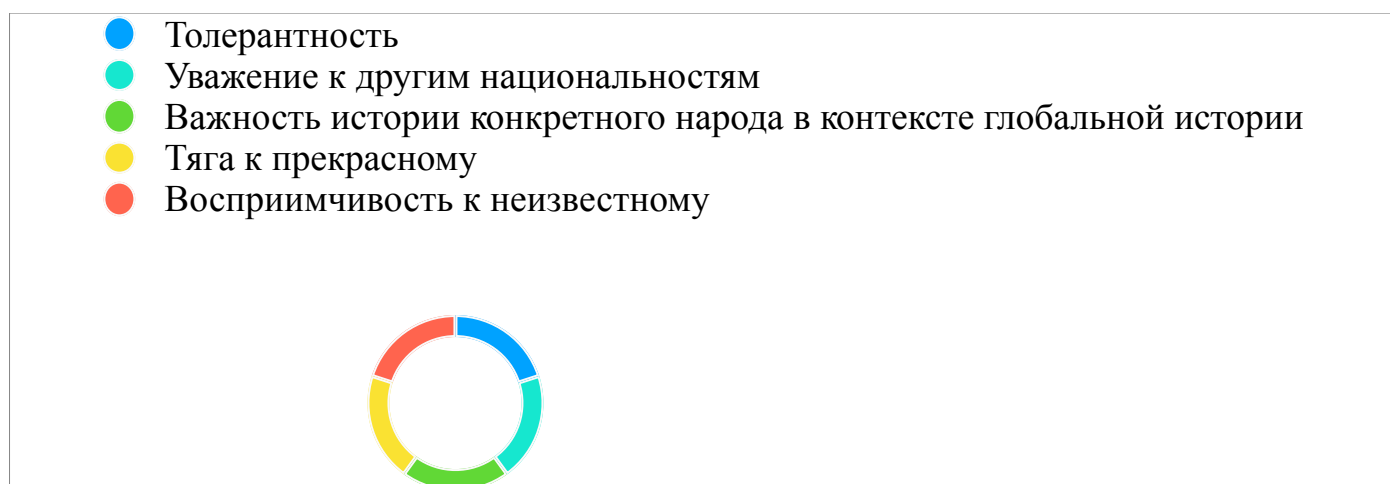 Толерантность
Уважение к другим национальностям
Важность истории конкретного народа в контексте глобальной истории
Тяга к прекрасному
Восприимчивость к неизвестному